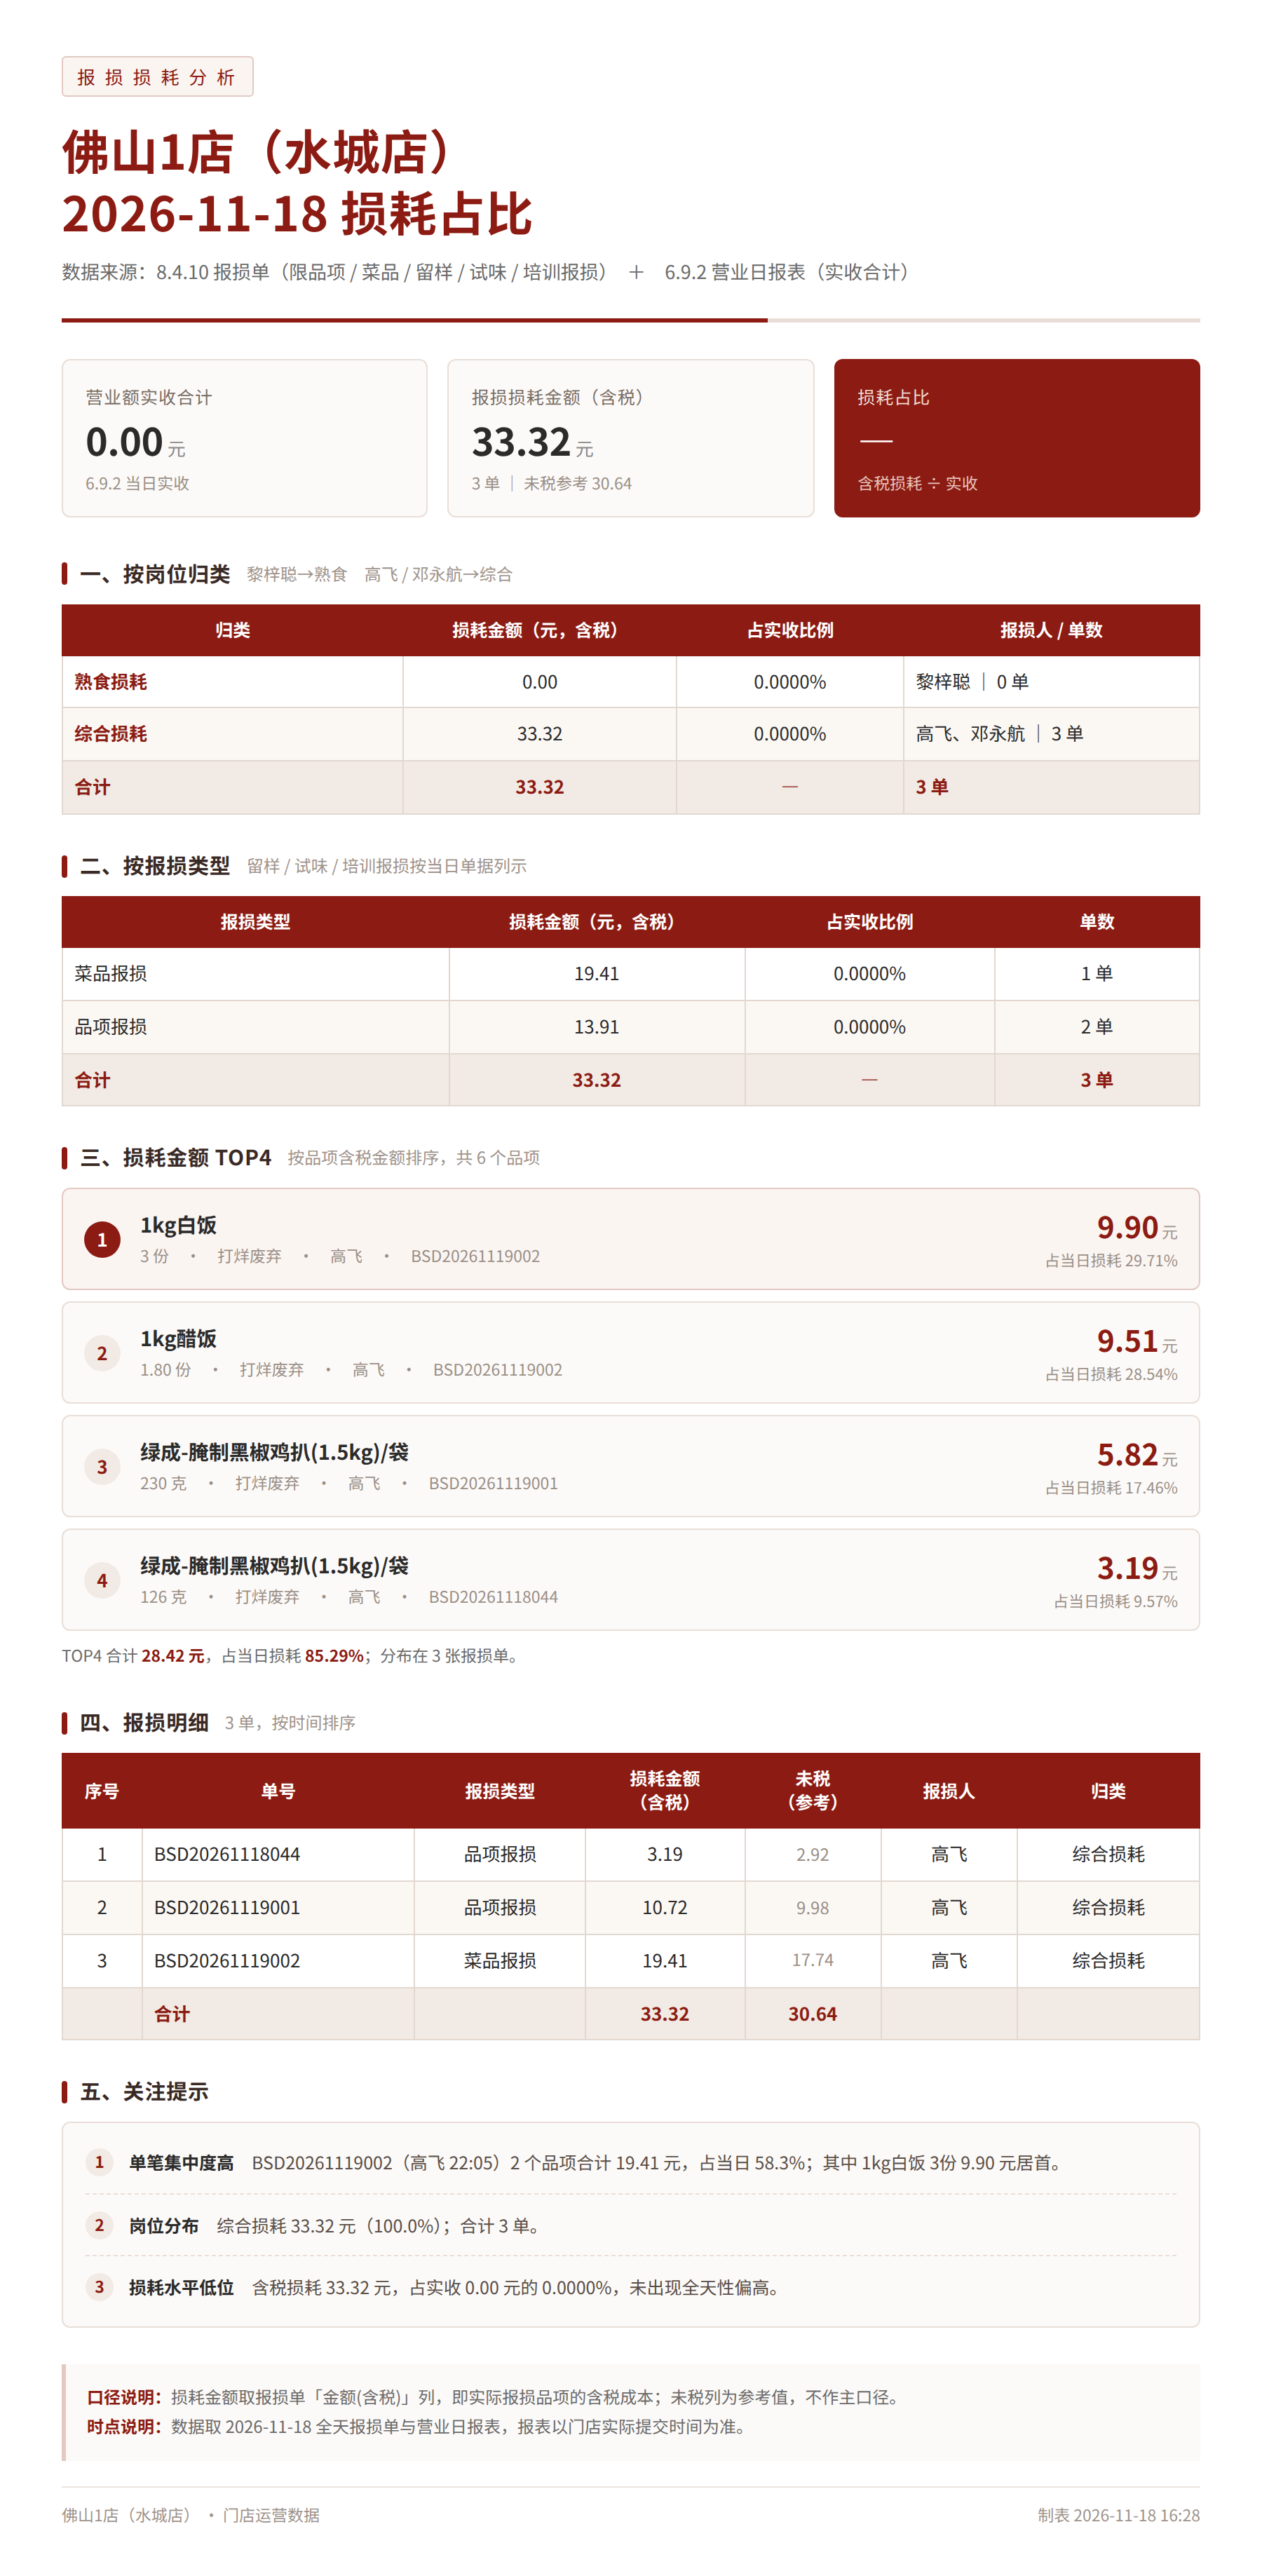 报损损耗分析
佛山1店（水城店）
2026-11-18 损耗占比
数据来源：8.4.10 报损单（限品项 / 菜品 / 留样 / 试味 / 培训报损） ＋ 6.9.2 营业日报表（实收合计）
营业额实收合计
0.00 元
6.9.2 当日实收
报损损耗金额（含税）
33.32 元
3 单 ｜ 未税参考 30.64
损耗占比
—
含税损耗 ÷ 实收
一、按岗位归类 黎梓聪→熟食 高飞 / 邓永航→综合
归类 损耗金额（元，含税） 占实收比例 报损人 / 单数
熟食损耗 0.00 0.0000% 黎梓聪 ｜ 0 单
综合损耗 33.32 0.0000% 高飞、邓永航 ｜ 3 单
合计 33.32 — 3 单
二、按报损类型 留样 / 试味 / 培训报损按当日单据列示
报损类型 损耗金额（元，含税） 占实收比例 单数
菜品报损 19.41 0.0000% 1 单
品项报损 13.91 0.0000% 2 单
合计 33.32 — 3 单
三、损耗金额 TOP4 按品项含税金额排序，共 6 个品项
1 1kg白饭 9.90 元
3 份 · 打烊废弃 · 高飞 · BSD20261119002 占当日损耗 29.71%
2 1kg醋饭 9.51 元
1.80 份 · 打烊废弃 · 高飞 · BSD20261119002 占当日损耗 28.54%
3 绿成-腌制黑椒鸡扒(1.5kg)/袋 5.82 元
230 克 · 打烊废弃 · 高飞 · BSD20261119001 占当日损耗 17.46%
4 绿成-腌制黑椒鸡扒(1.5kg)/袋 3.19 元
126 克 · 打烊废弃 · 高飞 · BSD20261118044 占当日损耗 9.57%
TOP4 合计 28.42 元，占当日损耗 85.29%；分布在 3 张报损单。
四、报损明细 3 单，按时间排序
序号 单号 报损类型 损耗金额（含税） 未税（参考） 报损人 归类
1 BSD20261118044 品项报损 3.19 2.92 高飞 综合损耗
2 BSD20261119001 品项报损 10.72 9.98 高飞 综合损耗
3 BSD20261119002 菜品报损 19.41 17.74 高飞 综合损耗
合计 33.32 30.64
五、关注提示
1 单笔集中度高 BSD20261119002（高飞 22:05）2 个品项合计 19.41 元，占当日 58.3%；其中 1kg白饭 3份 9.90 元居首。
2 岗位分布 综合损耗 33.32 元（100.0%）；合计 3 单。
3 损耗水平低位 含税损耗 33.32 元，占实收 0.00 元的 0.0000%，未出现全天性偏高。
口径说明：损耗金额取报损单「金额(含税)」列，即实际报损品项的含税成本；未税列为参考值，不作主口径。
时点说明：数据取 2026-11-18 全天报损单与营业日报表，报表以门店实际提交时间为准。
佛山1店（水城店） · 门店运营数据 制表 2026-11-18 16:28